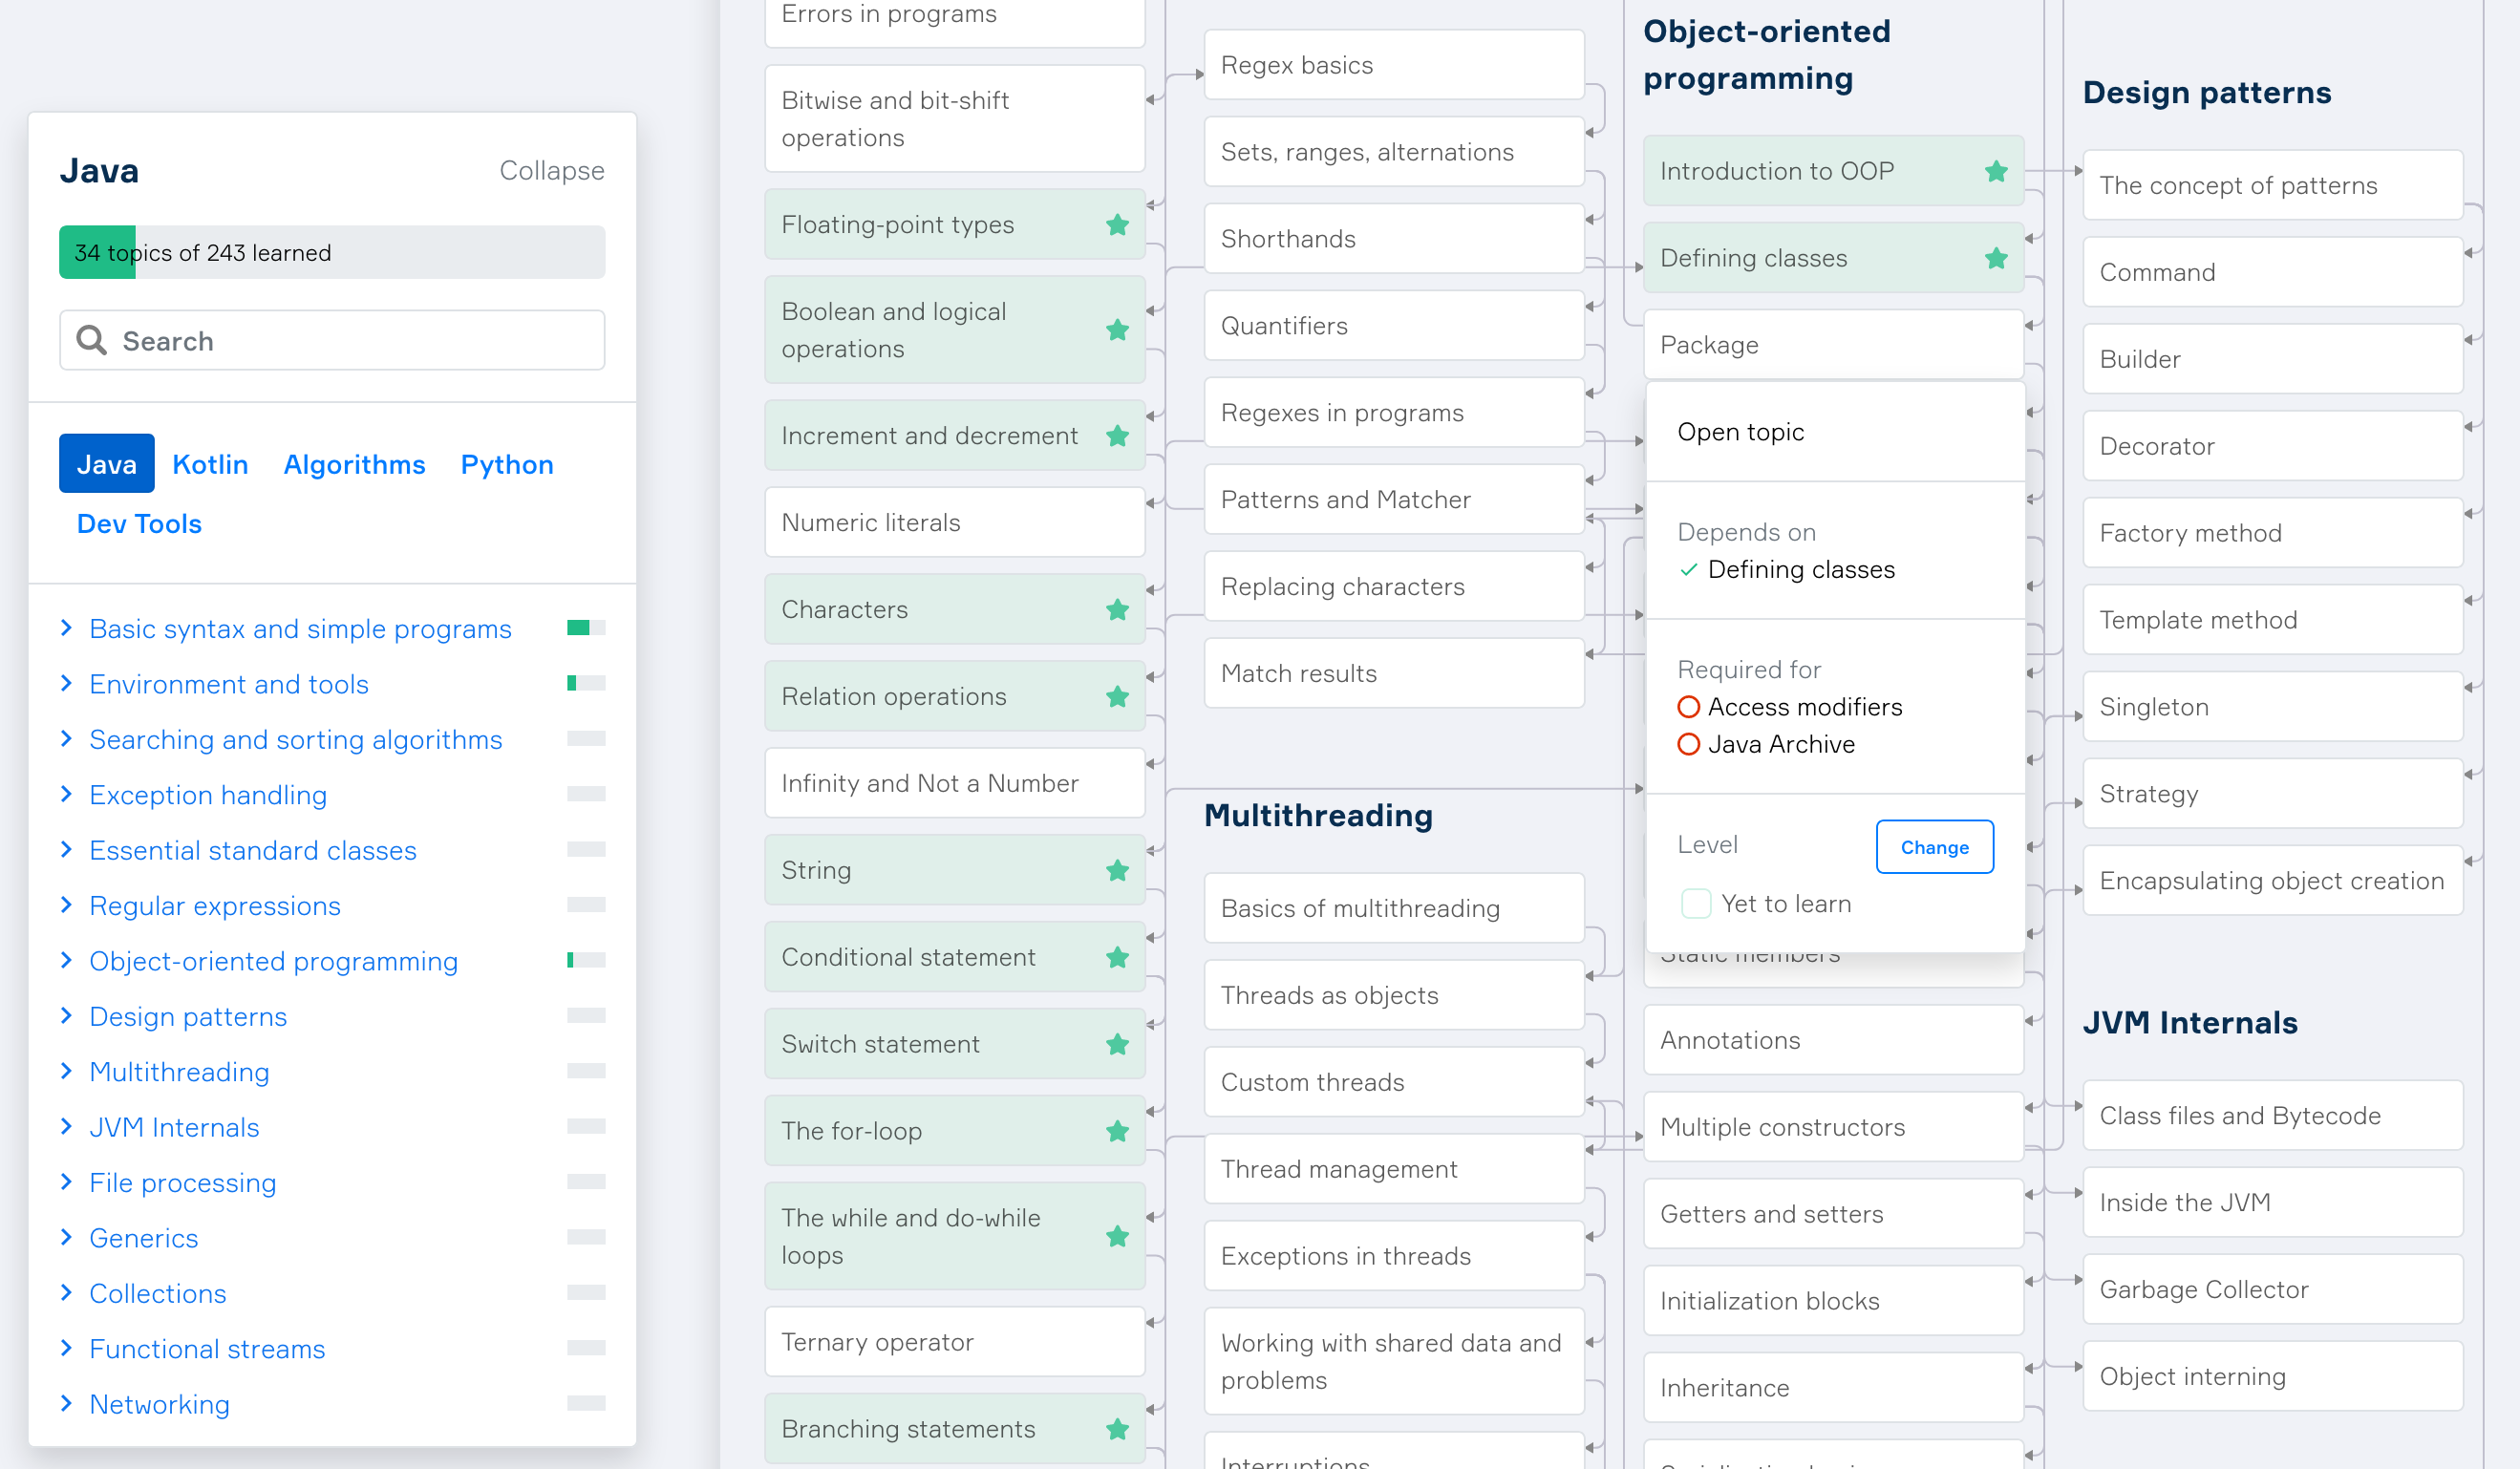 Java
Collapse
34 topics of 243 learned
Search
Java
Kotlin
Algorithms
Python
Dev Tools
Basic syntax and simple programs
Environment and tools
Searching and sorting algorithms
Exception handling
Essential standard classes
Regular expressions
Object-oriented programming
Design patterns
Multithreading
JVM Internals
File processing
Generics
Collections
Functional streams
Networking
Errors in programs
Bitwise and bit-shift
operations
Floating-point types
Boolean and logical
operations
Increment and decrement
Numeric literals
Characters
Relation operations
Infinity and Not a Number
String
Conditional statement
Switch statement
The for-loop
The while and do-while
loops
Ternary operator
Branching statements
Regex basics
Sets, ranges, alternations
Shorthands
Quantifiers
Regexes in programs
Patterns and Matcher
Replacing characters
Match results
Multithreading
Basics of multithreading
Threads as objects
Custom threads
Thread management
Exceptions in threads
Working with shared data and
problems
Interruptions
Object-oriented
programming
Introduction to OOP
Defining classes
Package
Open topic
Depends on
Defining classes
Required for
Access modifiers
Java Archive
Level
Change
Yet to learn
Static members
Annotations
Multiple constructors
Getters and setters
Initialization blocks
Inheritance
Design patterns
The concept of patterns
Command
Builder
Decorator
Factory method
Template method
Singleton
Strategy
Encapsulating object creation
JVM Internals
Class files and Bytecode
Inside the JVM
Garbage Collector
Object interning